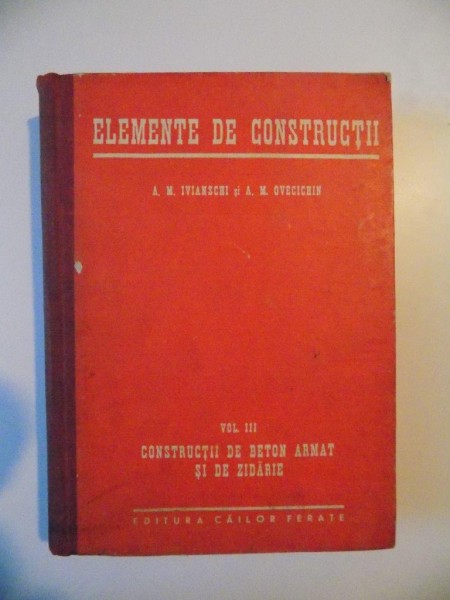 ELEMENTE DE CONSTRUCȚII
A. M. IVIANSCHI și A. M. OVECICHIN
VOL. III
CONSTRUCȚII DE BETON ARMAT
ȘI DE ZIDĂRIE
EDITURA CĂILOR FERATE